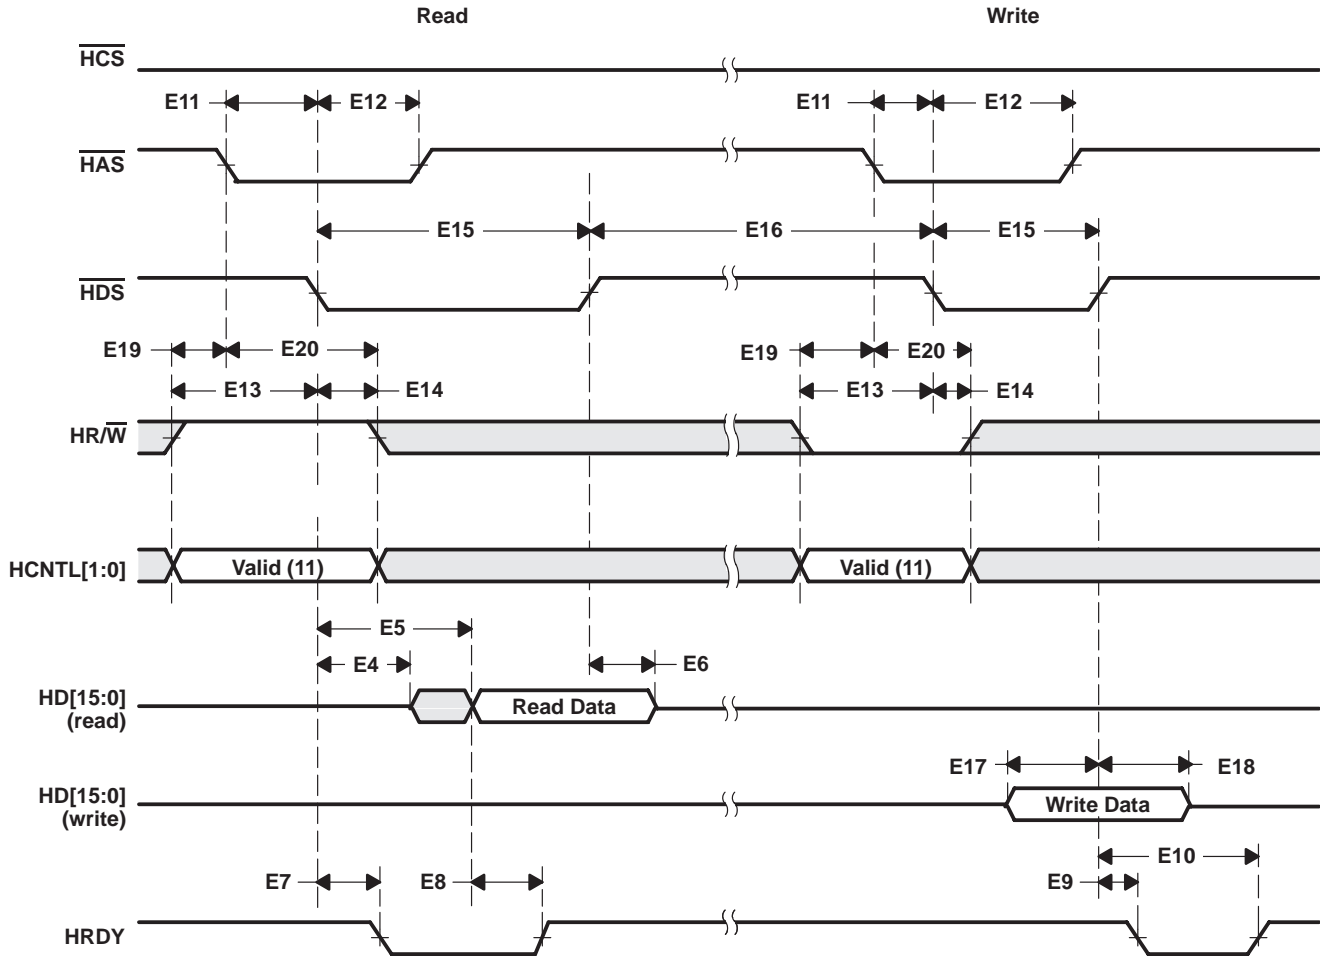 Read Write
HCS
E11 E12 E11 E12
HAS
E15 E16 E15
HDS
E19 E20 E19 E20
E13 E14 E13 E14
HR/W
HCNTL[1:0] Valid (11) Valid (11)
E5
E4 E6
HD[15:0]
(read)
Read Data
E17 E18
HD[15:0]
(write)
Write Data
E10
E7 E8 E9
HRDY